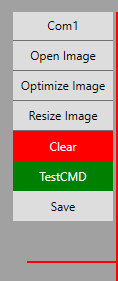 Com1
Open Image
Optimize Image
Resize Image
Clear
TestCMD
Save